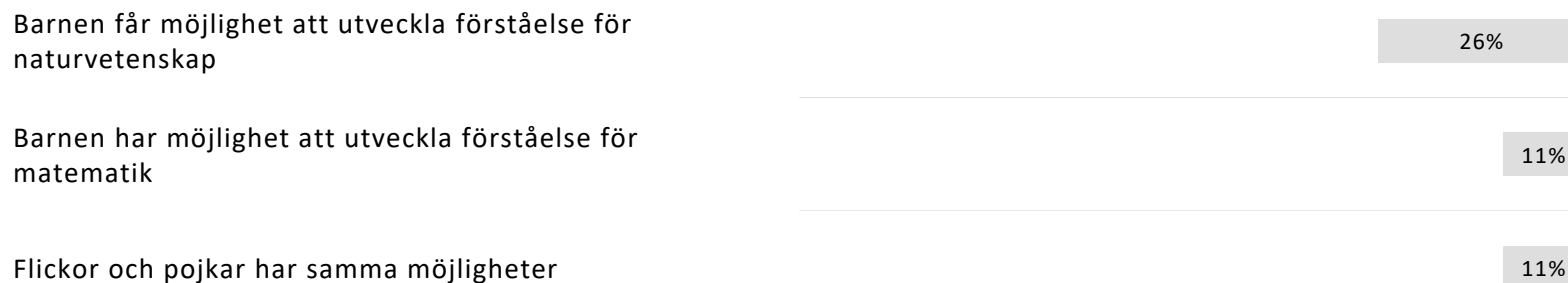 Barnen får möjlighet att utveckla förståelse för
naturvetenskap
26%
Barnen har möjlighet att utveckla förståelse för
matematik
11%
Flickor och pojkar har samma möjligheter
11%